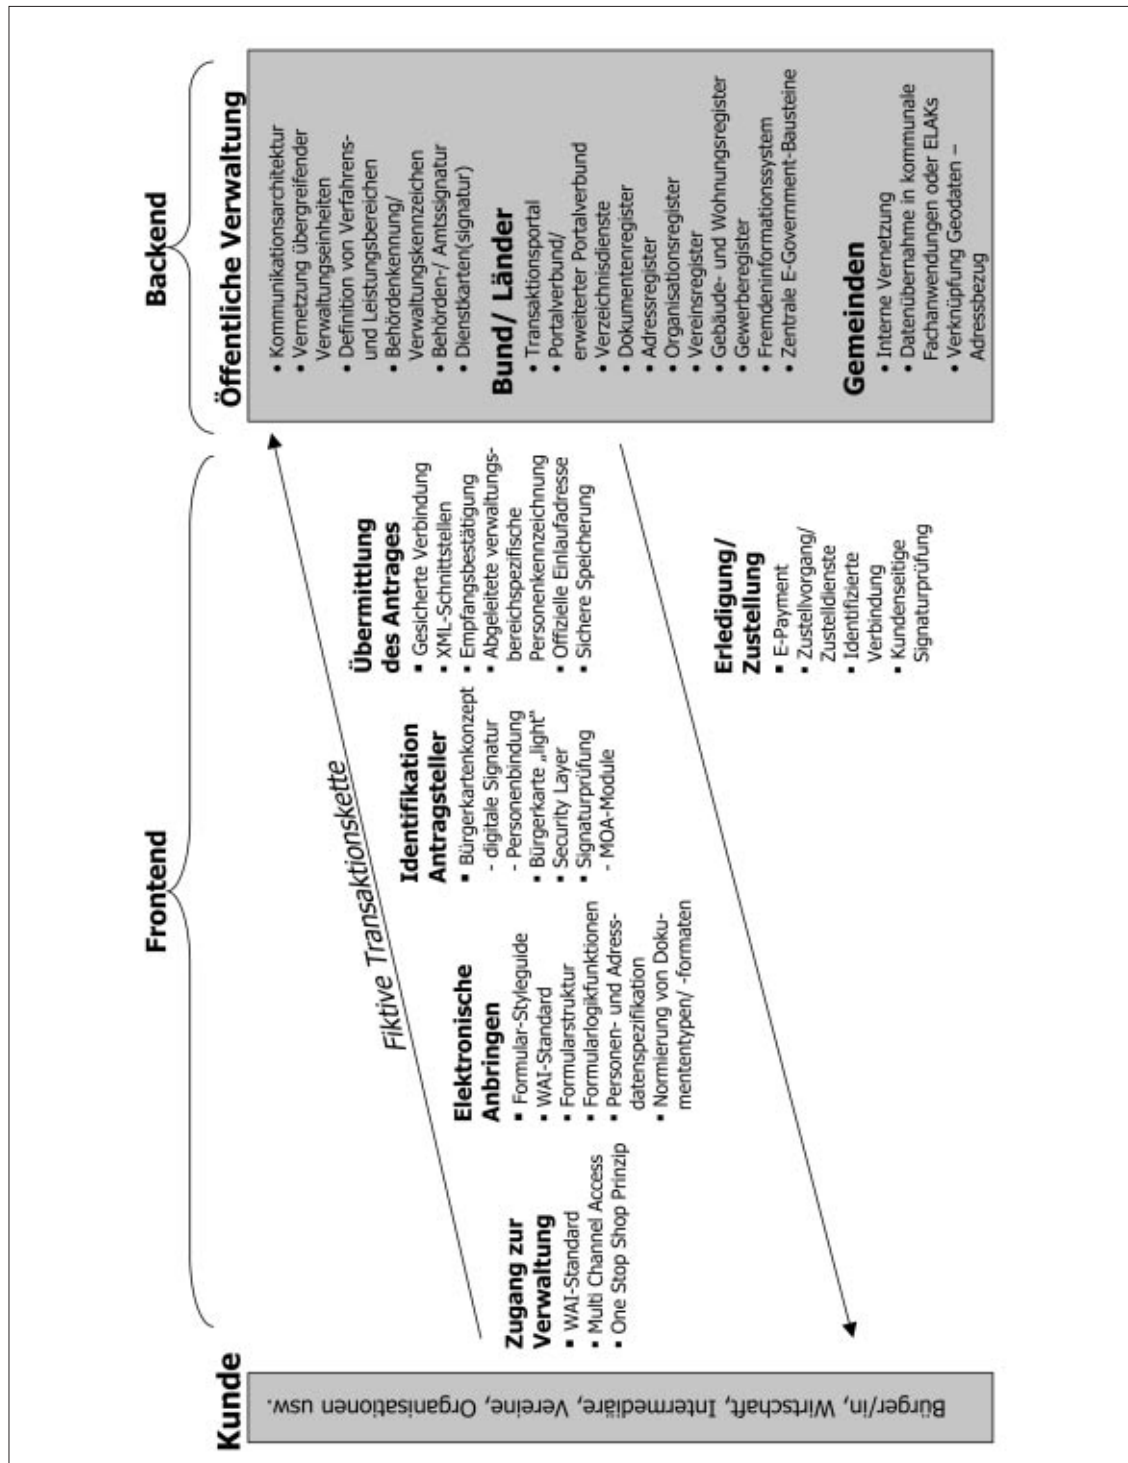 Frontend
Backend
Kunde
Bürger/in, Wirtschaft, Intermediäre, Vereine, Organisationen usw.
Fiktive Transaktionskette
Zugang zur
Verwaltung
▪ WAI-Standard
• Multi Channel Access
• One Stop Shop Prinzip
Elektronische
Anbringen
▪ Formular-Styleguide
• WAI-Standard
• Formularstruktur
• Formularlogikfunktionen
• Personen- und Adress-
datenspezifikation
• Normierung von Doku-
mententypen/ -formaten
Identifikation
Antragsteller
▪ Bürgerkartenkonzept
- digitale Signatur
- Personenbindung
• Bürgerkarte „light“
• Security Layer
• Signaturprüfung
- MOA-Module
Übermittlung
des Antrages
▪ Gesicherte Verbindung
• XML-Schnittstellen
• Empfangsbestätigung
• Abgeleitete verwaltungs-
bereichspezifische
Personenkennzeichnung
• Offizielle Einlaufadresse
• Sichere Speicherung
Erledigung/
Zustellung
▪ E-Payment
• Zustellvorgang/
Zustelldienste
• Identifizierte
Verbindung
• Kundenseitige
Signaturprüfung
Öffentliche Verwaltung
• Kommunikationsarchitektur
• Vernetzung übergreifender
Verwaltungseinheiten
• Definition von Verfahrens-
und Leistungsbereichen
• Behördenkennung/
Verwaltungskennzeichen
• Behörden-/ Amtssignatur
• Dienstkarten(signatur)
Bund/ Länder
• Transaktionsportal
• Portalverbund/
erweiterter Portalverbund
• Verzeichnisdienste
• Dokumentenregister
• Adressregister
• Organisationsregister
• Vereinsregister
• Gebäude- und Wohnungsregister
• Gewerberegister
• Fremdeninformationssystem
• Zentrale E-Government-Bausteine
Gemeinden
• Interne Vernetzung
• Datenübernahme in kommunale
Fachanwendungen oder ELAKs
• Verknüpfung Geodaten –
Adressbezug